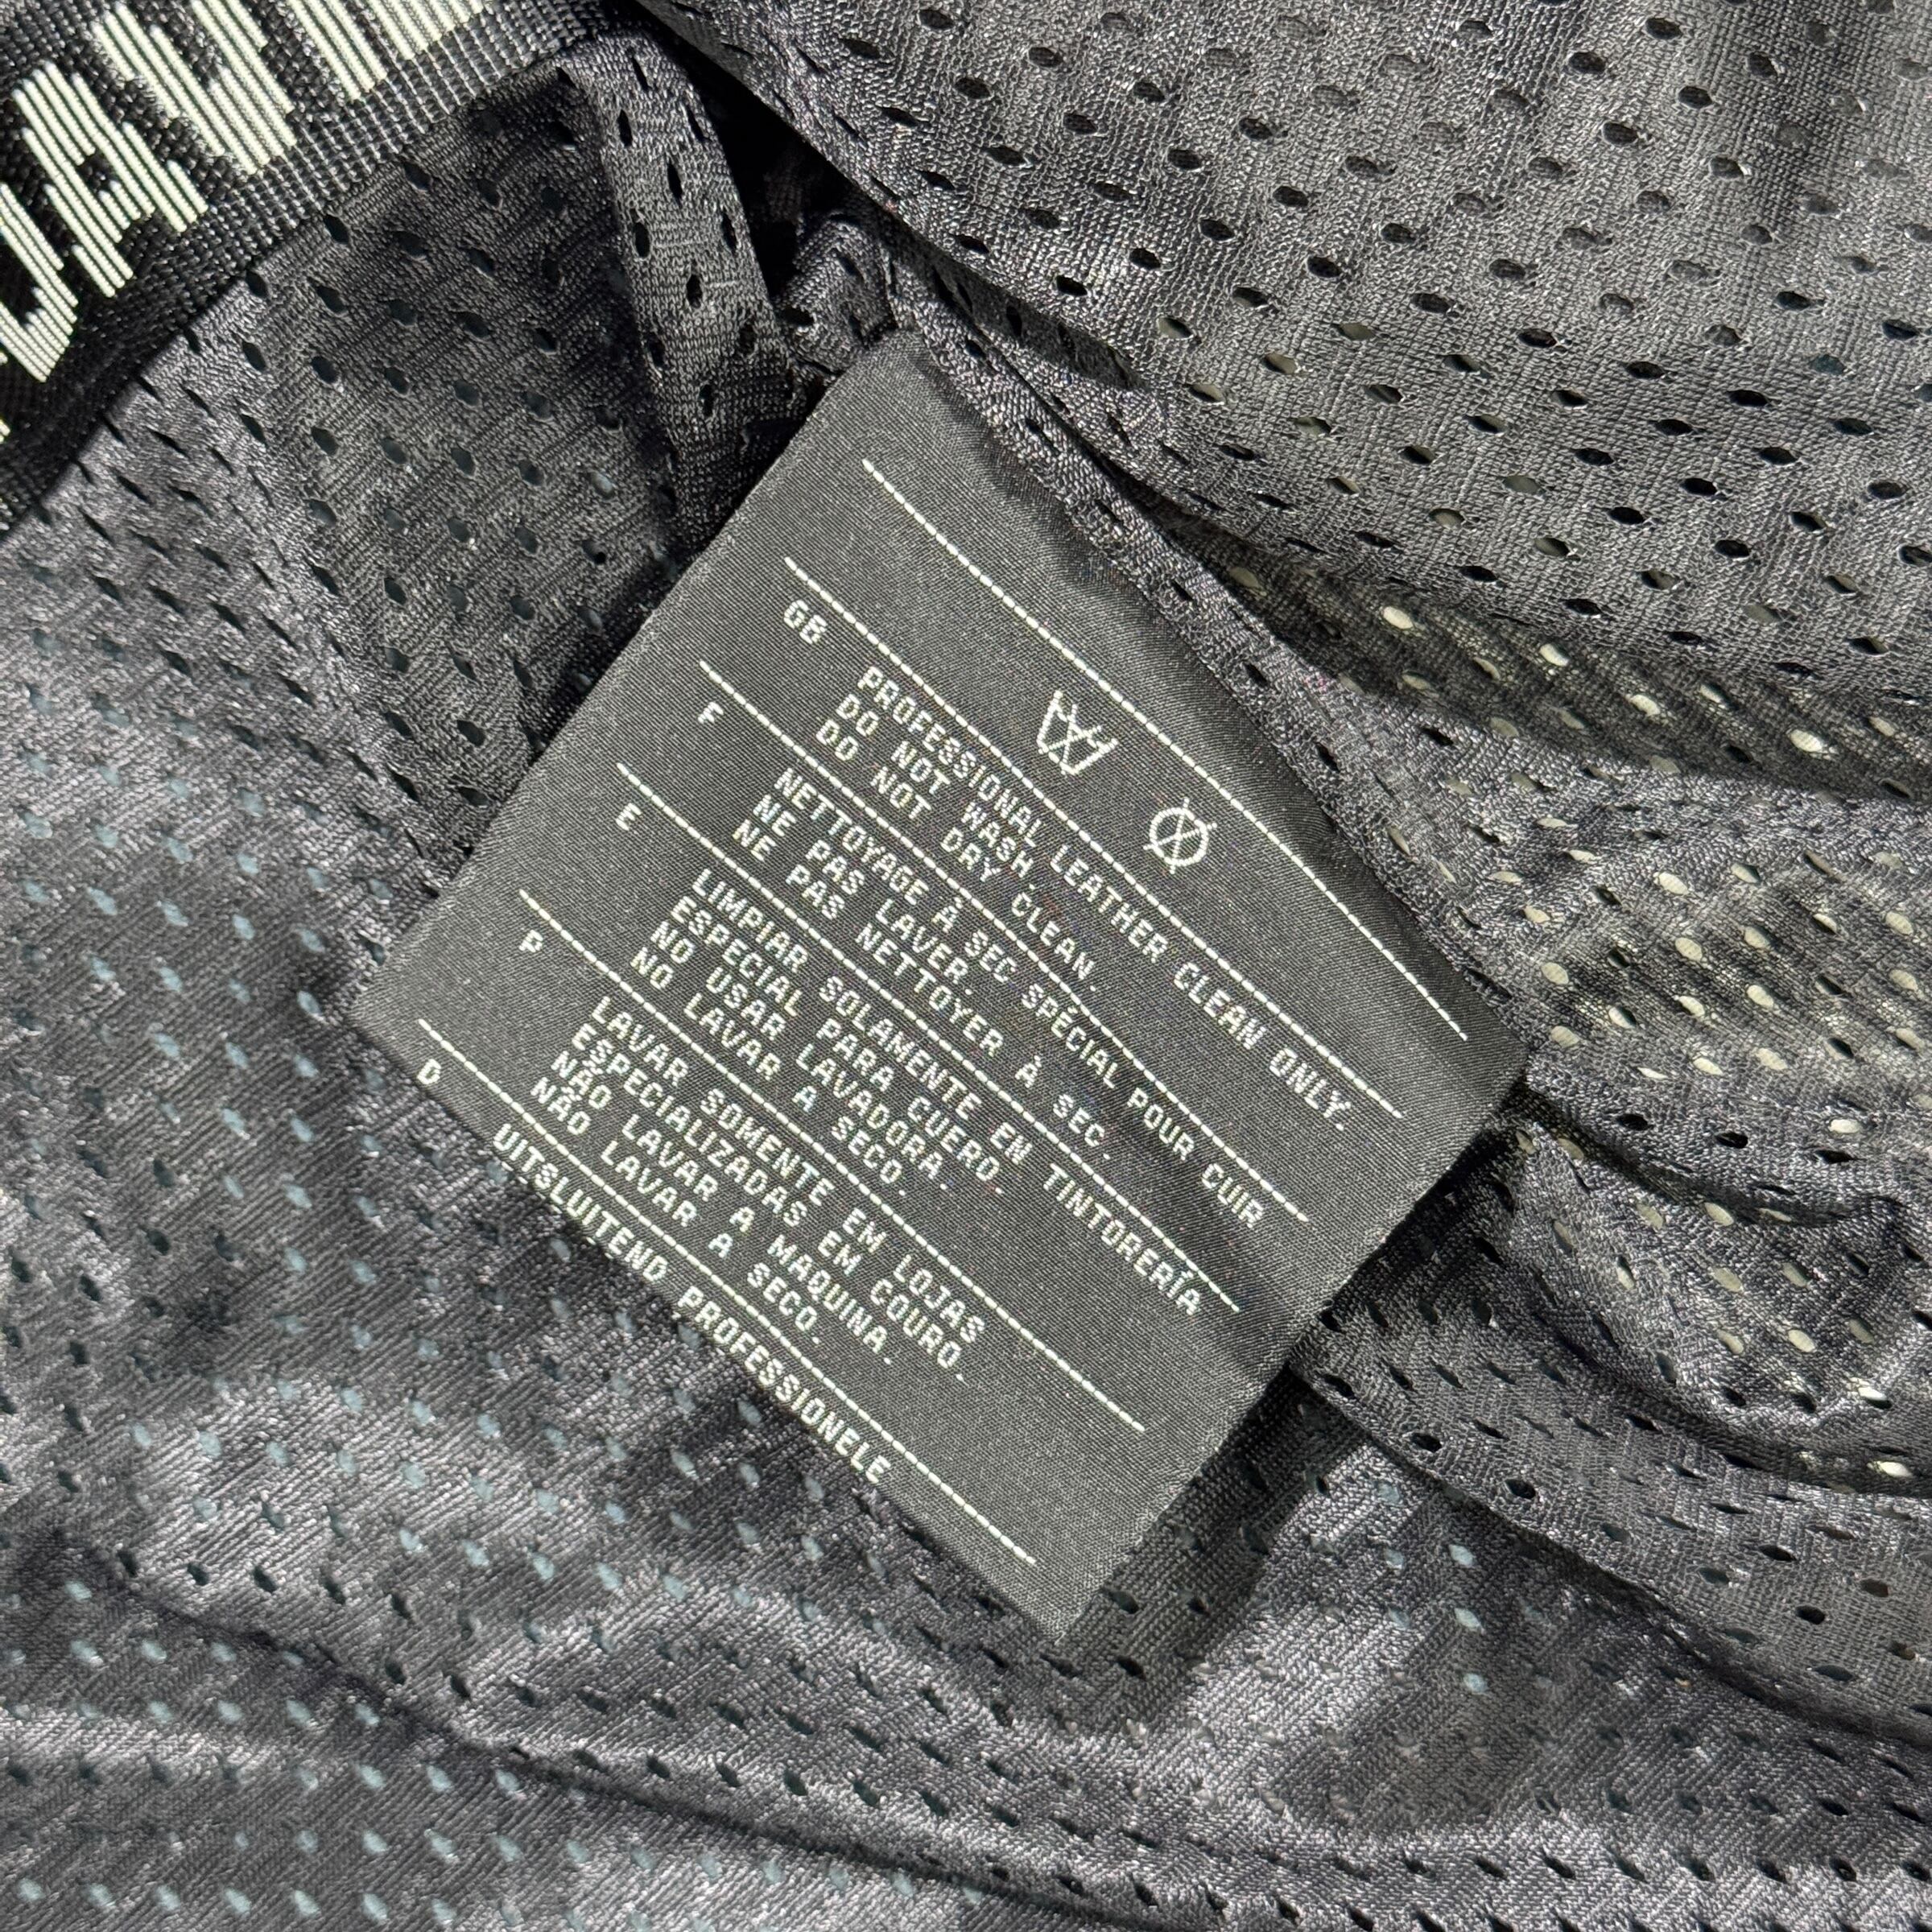 GB
PROFESSIONAL LEATHER CLEAN ONLY.
DO NOT WASH.
DO NOT DRY CLEAN.
F
NETTOYAGE À SEC SPÉCIAL POUR CUIR
NE PAS LAVER.
NE PAS NETTOYER À SEC.
E
LIMPIAR SOLAMENTE EN TINTORERÍA
ESPECIAL PARA CUERO.
NO USAR LAVADORA.
NO LAVAR A SECO.
P
LAVAR SOMENTE EM LOJAS
ESPECIALIZADAS EM COURO.
NÃO LAVAR A MAQUINA.
NÃO LAVAR A SECO.
D
UITSLUITEND PROFESSIONELE